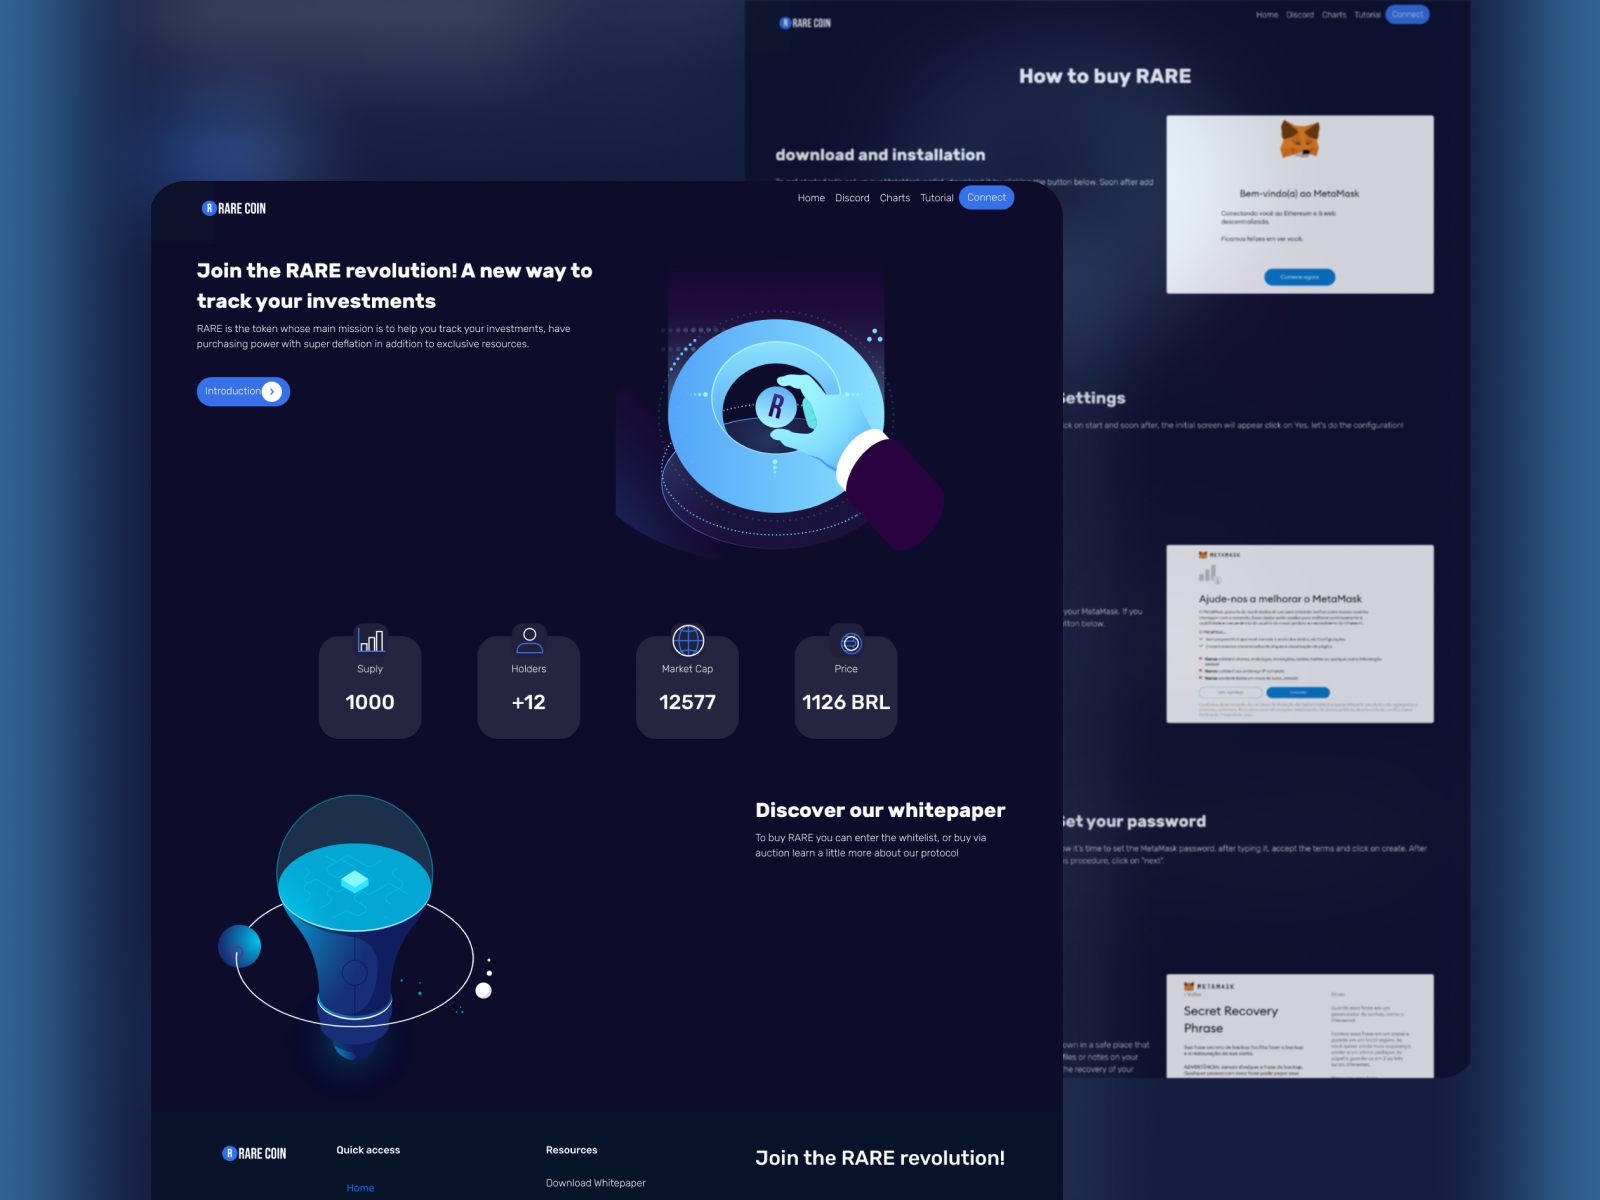 RARE COIN
Home Discord Charts Tutorial Connect
How to buy RARE
download and installation
the button below. Soon after add
Bem-vindo(a) ao MetaMask
Conectando você ao Ethereum e à web
descentralizada.
Ficamos felizes em ver você.
Comece agora
Settings
ck on start and soon after, the initial screen will appear click on Yes, let's do the configuration!
your MetaMask. If you
tton below.
METAMASK
Ajude-nos a melhorar o MetaMask
Set your password
ow it's time to set the MetaMask password, after typing it, accept the terms and click on create. After
is procedure, click on "next".
own in a safe place that
files or notes on your
he recovery of your
METAMASK
Secret Recovery
Phrase
R RARE COIN
Home Discord Charts Tutorial Connect
Join the RARE revolution! A new way to
track your investments
RARE is the token whose main mission is to help you track your investments, have
purchasing power with super deflation in addition to exclusive resources.
Introduction
R
Suply
1000
Holders
+12
Market Cap
12577
Price
1126 BRL
Discover our whitepaper
To buy RARE you can enter the whitelist, or buy via
auction learn a little more about our protocol
R RARE COIN
Quick access
Home
Resources
Download Whitepaper
Join the RARE revolution!